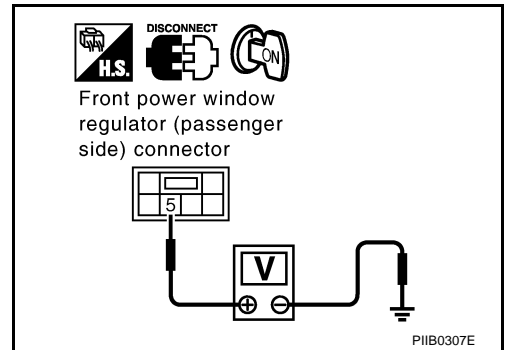 DISCONNECT
H.S.
ON
Front power window
regulator (passenger
side) connector
5
V
+ −
PIIB0307E